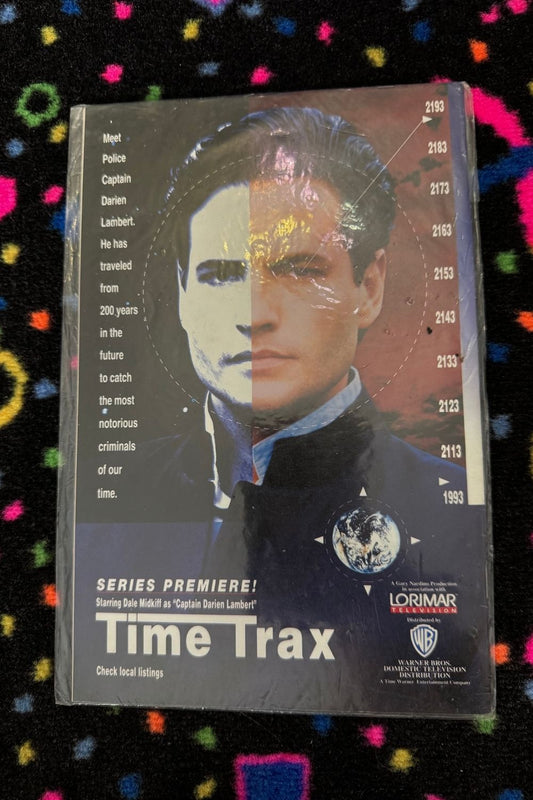 Meet
Police
Captain
Darien
Lambert.
He has
traveled
from
200 years
in the
future
to catch
the most
notorious
criminals
of our
time.
2193
2183
2173
2163
2153
2143
2133
2123
2113
1993
SERIES PREMIERE!
Starring Dale Midkiff as "Captain Darien Lambert"
Time Trax
Check local listings
A Gary Nardino Production
in association with
LORIMAR
TELEVISION
Distributed by
WB
WARNER BROS.
DOMESTIC TELEVISION
DISTRIBUTION
A Time Warner Entertainment Company